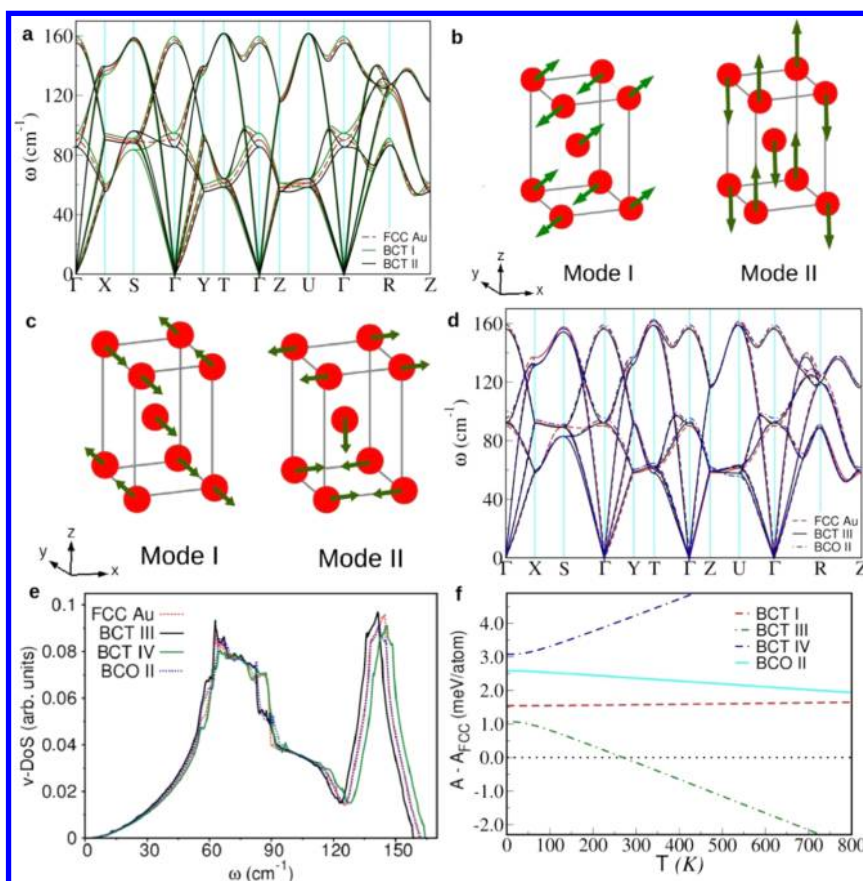 a
160
120
80
40
0
ω (cm⁻¹)
FCC Au
BCT I
BCT II
Γ X S Γ Y T Γ Z U Γ R Z
b
z
y x
Mode I Mode II
c
z
y x
Mode I Mode II
d
160
120
80
40
0
ω (cm⁻¹)
FCC Au
BCT III
BCO II
Γ X S Γ Y T Γ Z U Γ R Z
e
0.1
0.08
0.06
0.04
0.02
0
v-DoS (arb. units)
FCC Au
BCT III
BCT IV
BCO II
0 30 60 90 120 150
ω (cm⁻¹)
f
4.0
3.0
2.0
1.0
0.0
-1.0
-2.0
A - A_FCC (meV/atom)
BCT I
BCT III
BCT IV
BCO II
0 100 200 300 400 500 600 700 800
T (K)